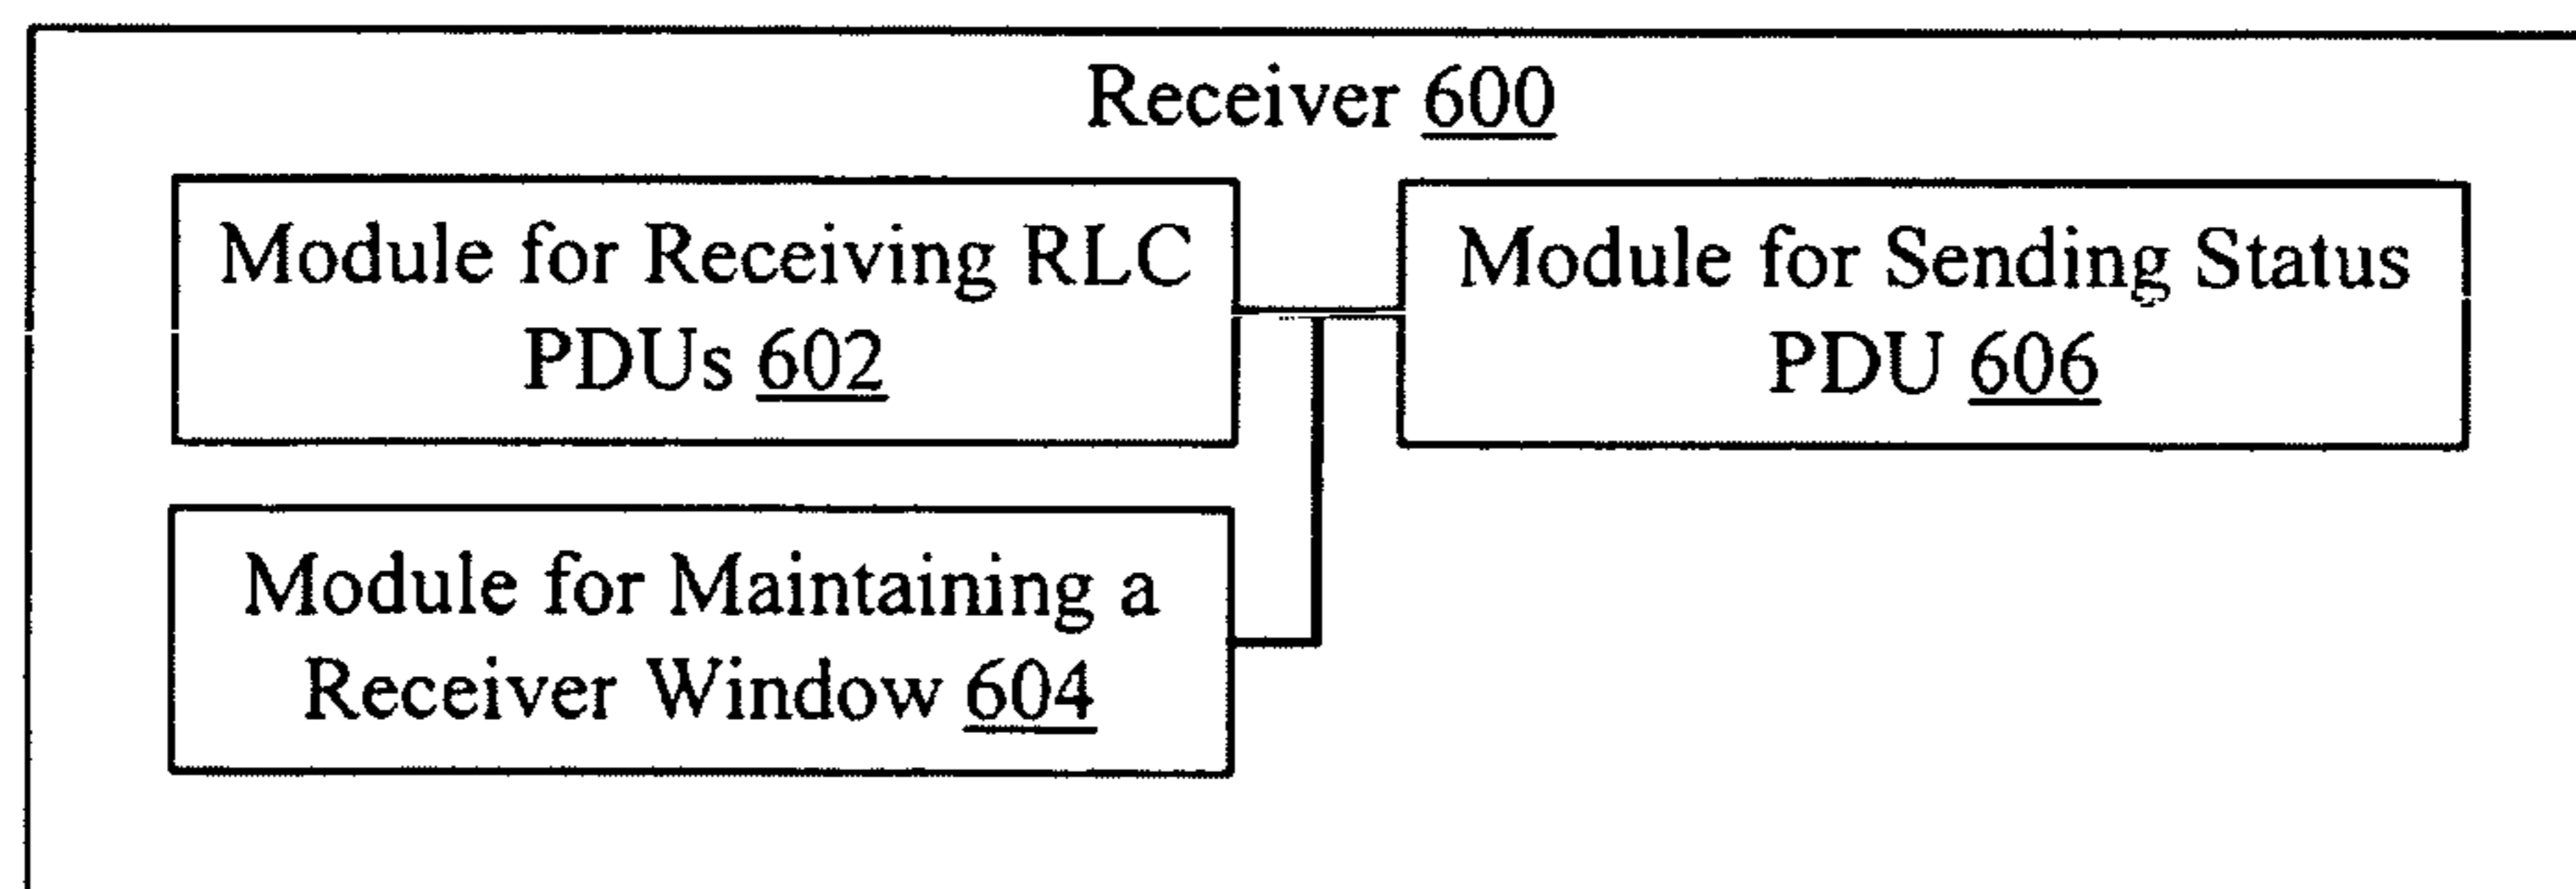 Receiver 600
Module for Receiving RLC
PDUs 602
Module for Sending Status
PDU 606
Module for Maintaining a
Receiver Window 604